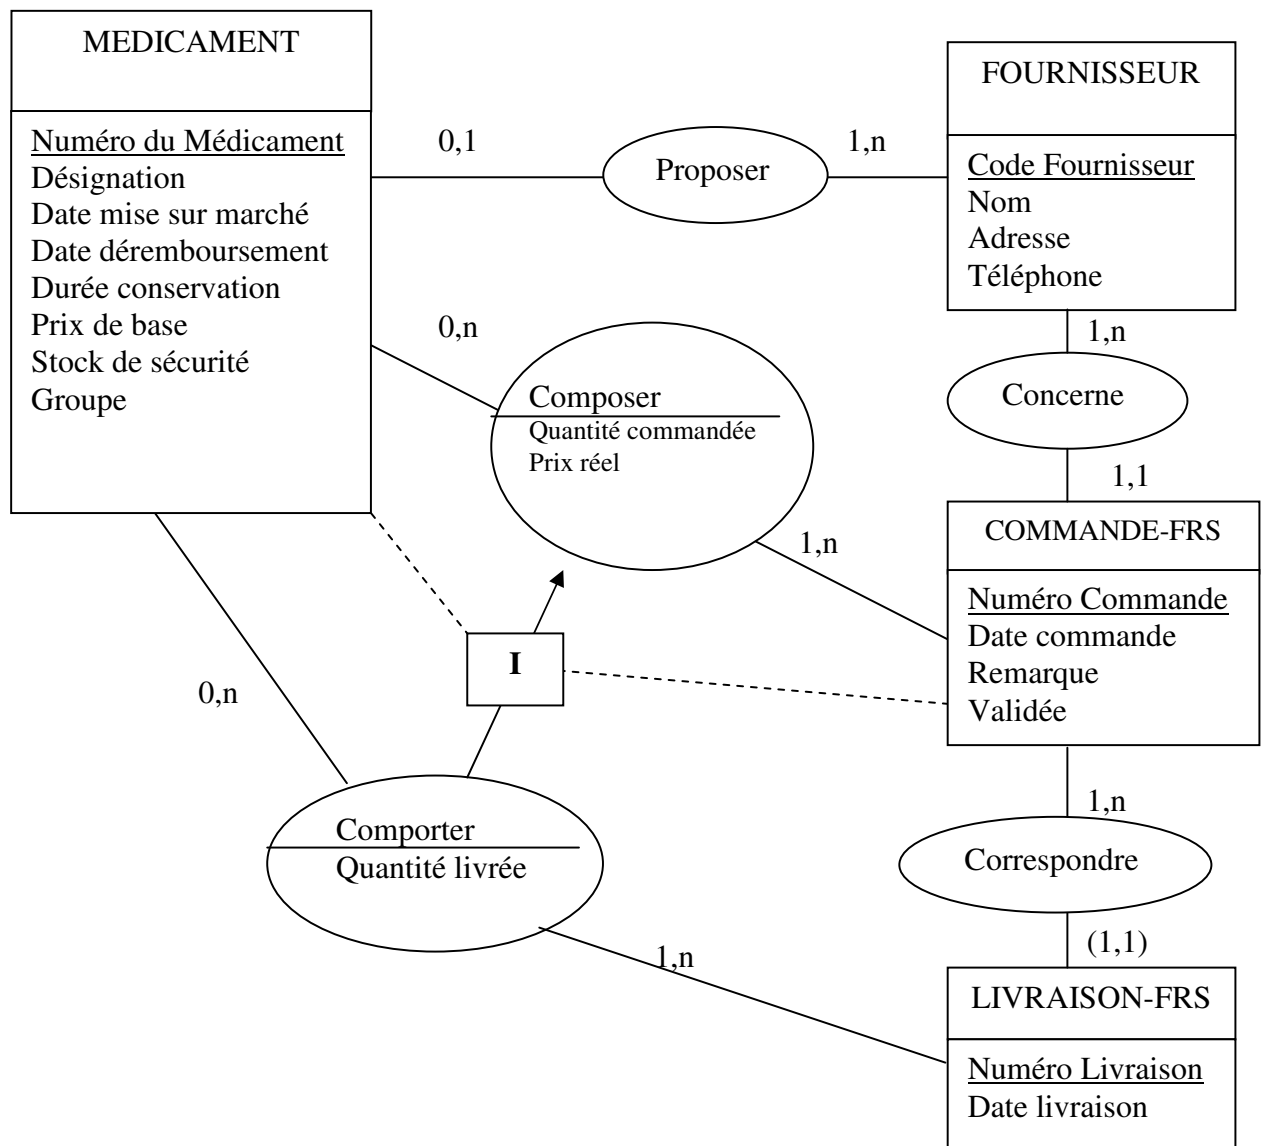 MEDICAMENT
Numéro du Médicament
Désignation
Date mise sur marché
Date déremboursement
Durée conservation
Prix de base
Stock de sécurité
Groupe
0,1
Proposer
1,n
FOURNISSEUR
Code Fournisseur
Nom
Adresse
Téléphone
1,n
Concerne
1,1
0,n
Composer
Quantité commandée
Prix réel
1,n
COMMANDE-FRS
Numéro Commande
Date commande
Remarque
Validée
I
0,n
Comporter
Quantité livrée
1,n
1,n
Correspondre
(1,1)
LIVRAISON-FRS
Numéro Livraison
Date livraison